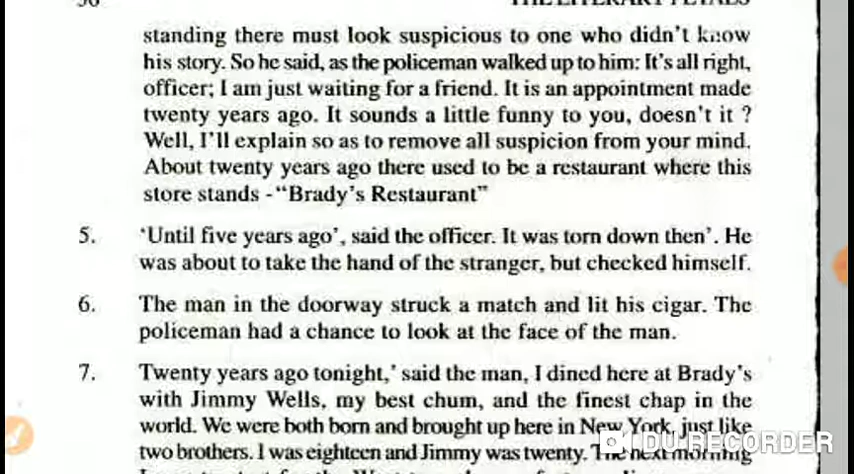 standing there must look suspicious to one who didn't know
his story. So he said, as the policeman walked up to him: It's all right,
officer; I am just waiting for a friend. It is an appointment made
twenty years ago. It sounds a little funny to you, doesn't it ?
Well, I'll explain so as to remove all suspicion from your mind.
About twenty years ago there used to be a restaurant where this
store stands - "Brady's Restaurant"
5. 'Until five years ago', said the officer. It was torn down then'. He
was about to take the hand of the stranger, but checked himself.
6. The man in the doorway struck a match and lit his cigar. The
policeman had a chance to look at the face of the man.
7. Twenty years ago tonight,' said the man, I dined here at Brady's
with Jimmy Wells, my best chum, and the finest chap in the
world. We were both born and brought up here in New York, just like
two brothers. I was eighteen and Jimmy was twenty. The next morning
DU RECORDER